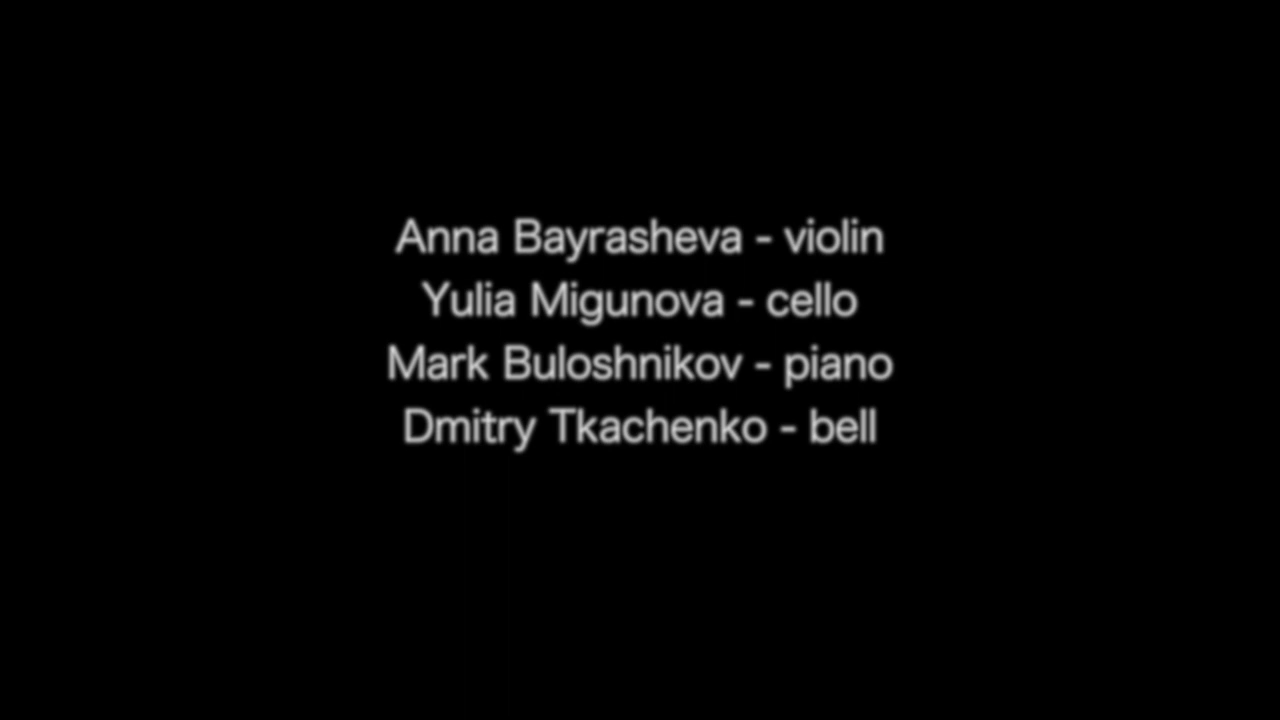 Anna Bayrasheva - violin
Yulia Migunova - cello
Mark Buloshnikov - piano
Dmitry Tkachenko - bell